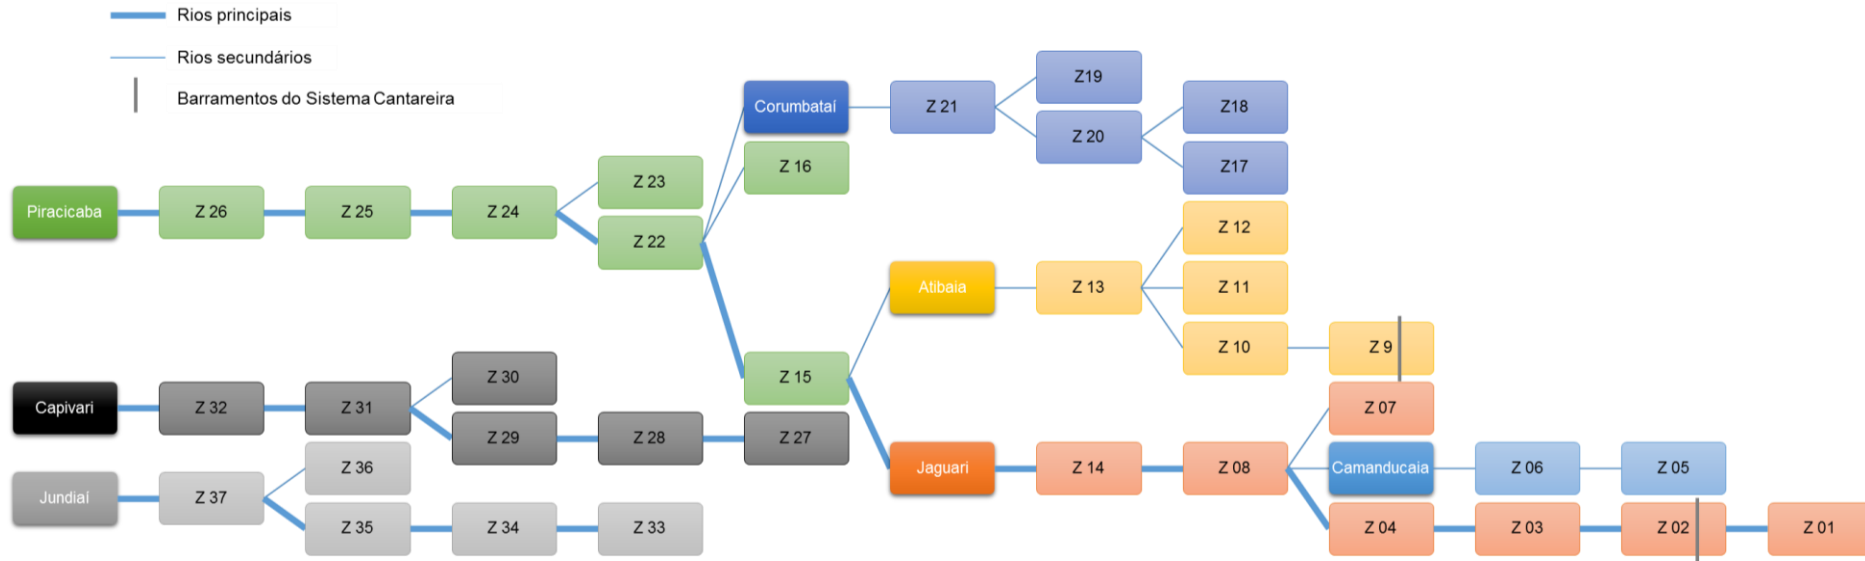 Rios principais
Rios secundários
Barramentos do Sistema Cantareira
Z19
Corumbataí
Z 21
Z18
Z 20
Z 16
Z17
Z 23
Piracicaba
Z 26
Z 25
Z 24
Z 22
Z 12
Atibaia
Z 13
Z 11
Z 10
Z 9
Z 15
Z 30
Capivari
Z 32
Z 31
Z 07
Z 29
Z 28
Z 27
Z 36
Jaguari
Z 14
Z 08
Camanducaia
Z 06
Z 05
Jundiaí
Z 37
Z 35
Z 34
Z 33
Z 04
Z 03
Z 02
Z 01